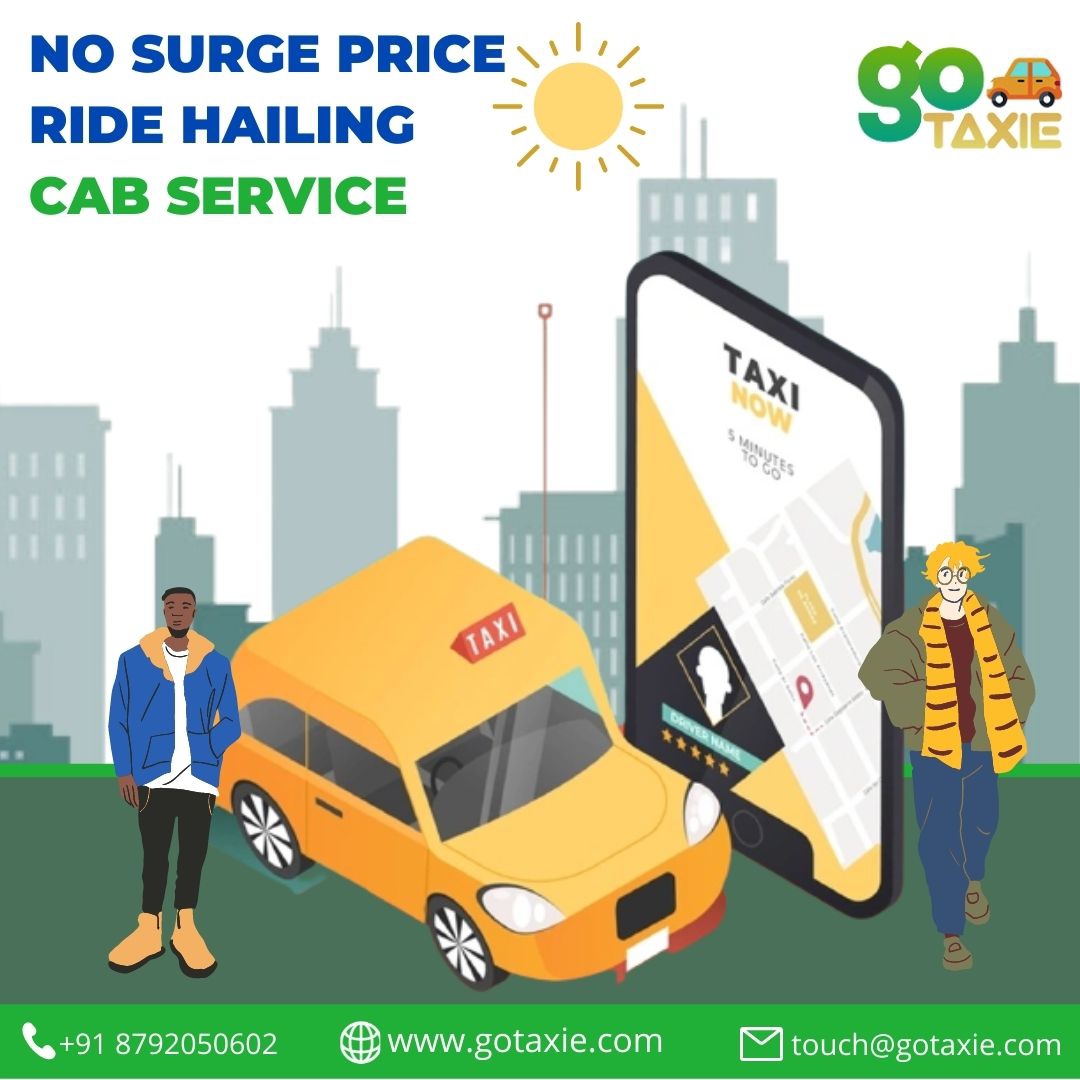 NO SURGE PRICE
RIDE HAILING
CAB SERVICE
go
TAXIE
TAXI
NOW
5 MINUTES
TO GO
DRIVER NAME
TAXI
+91 8792050602
www.gotaxie.com
touch@gotaxie.com